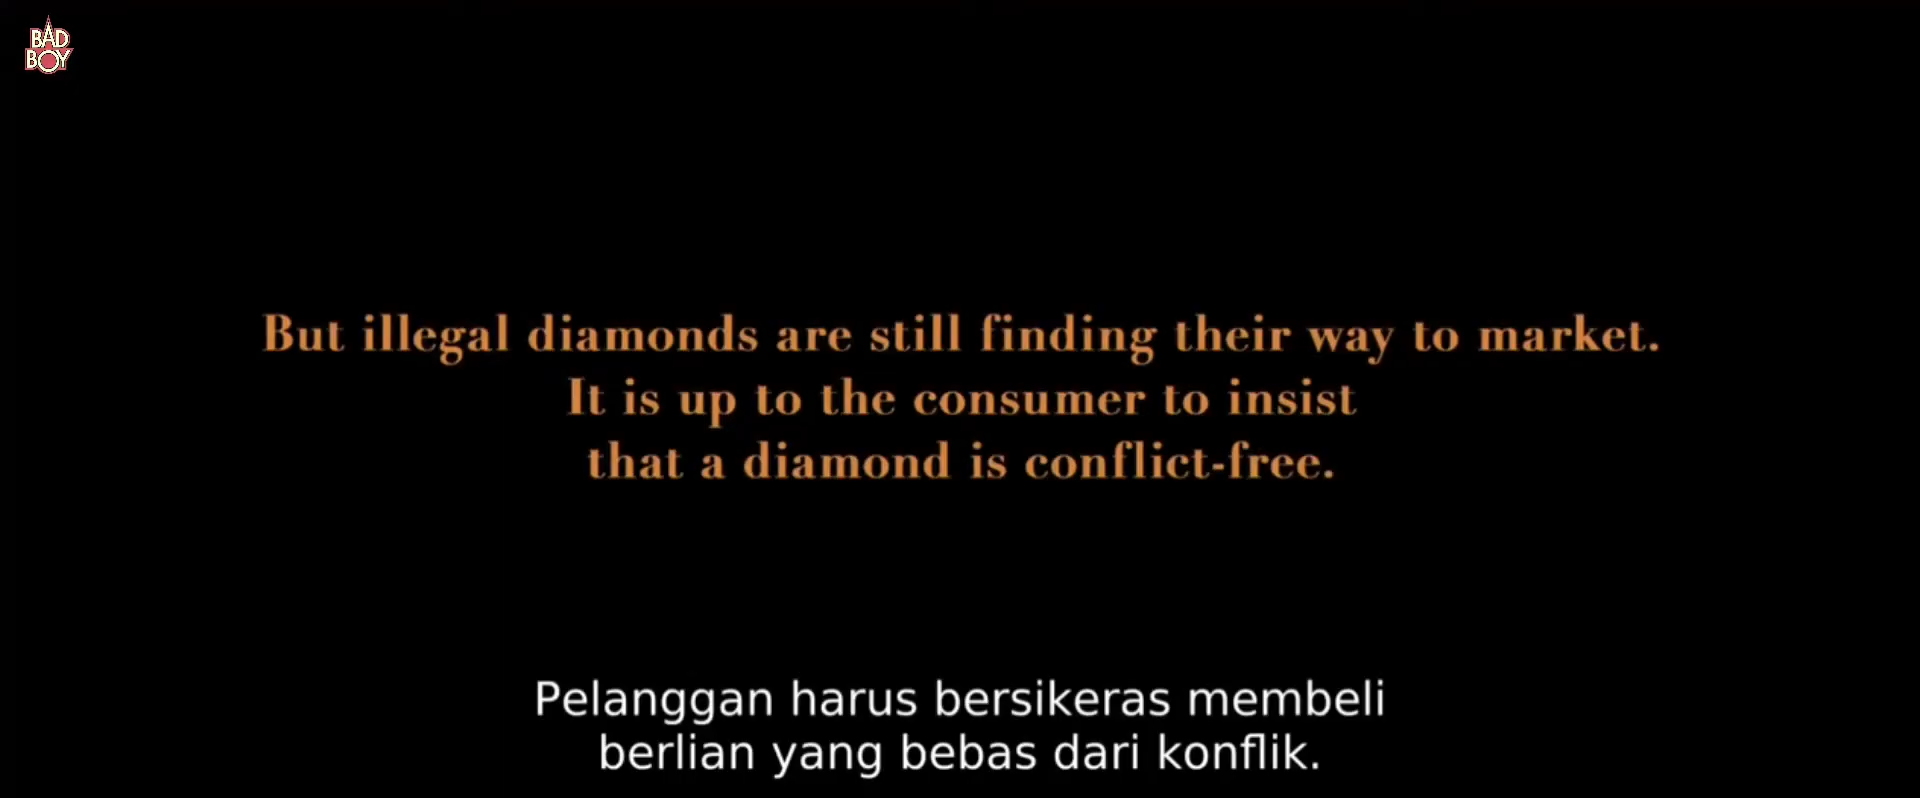 BAD
BOY
But illegal diamonds are still finding their way to market.
It is up to the consumer to insist
that a diamond is conflict-free.
Pelanggan harus bersikeras membeli
berlian yang bebas dari konflik.